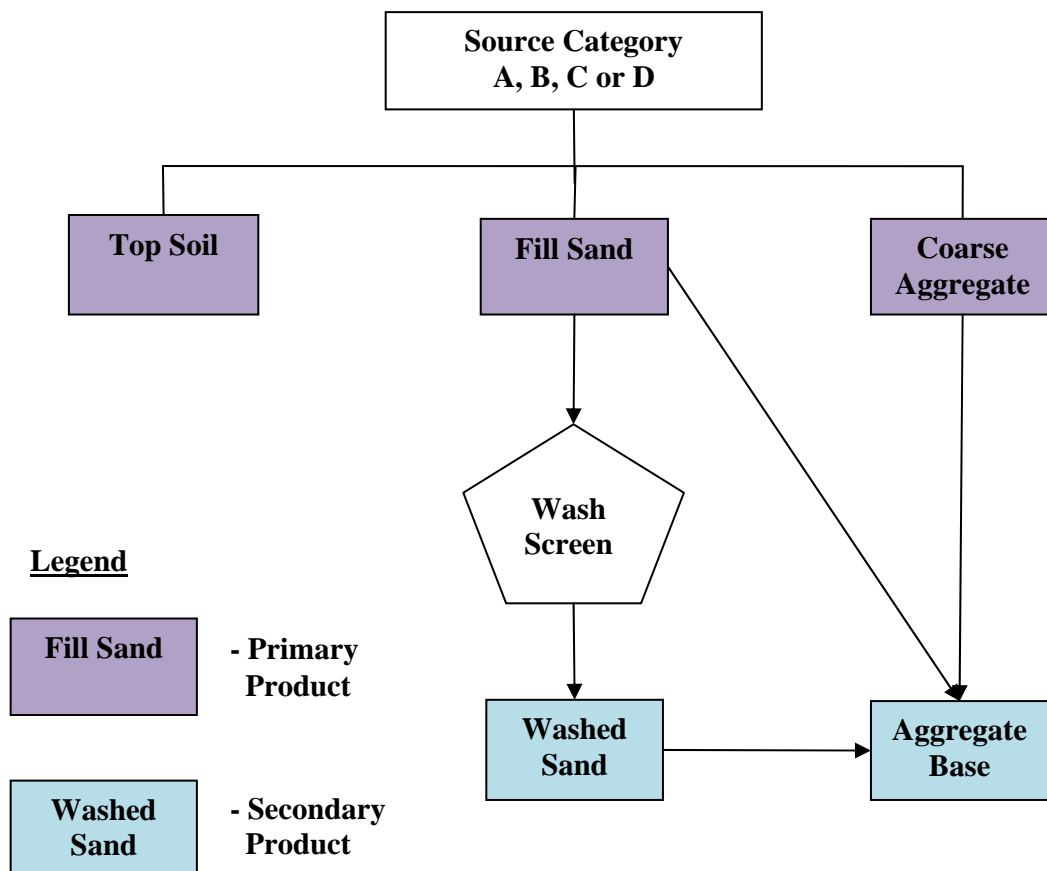 Source Category
A, B, C or D
Top Soil
Fill Sand
Coarse
Aggregate
Wash
Screen
Legend
Fill Sand
- Primary
Product
Washed
Sand
Aggregate
Base
Washed
Sand
- Secondary
Product